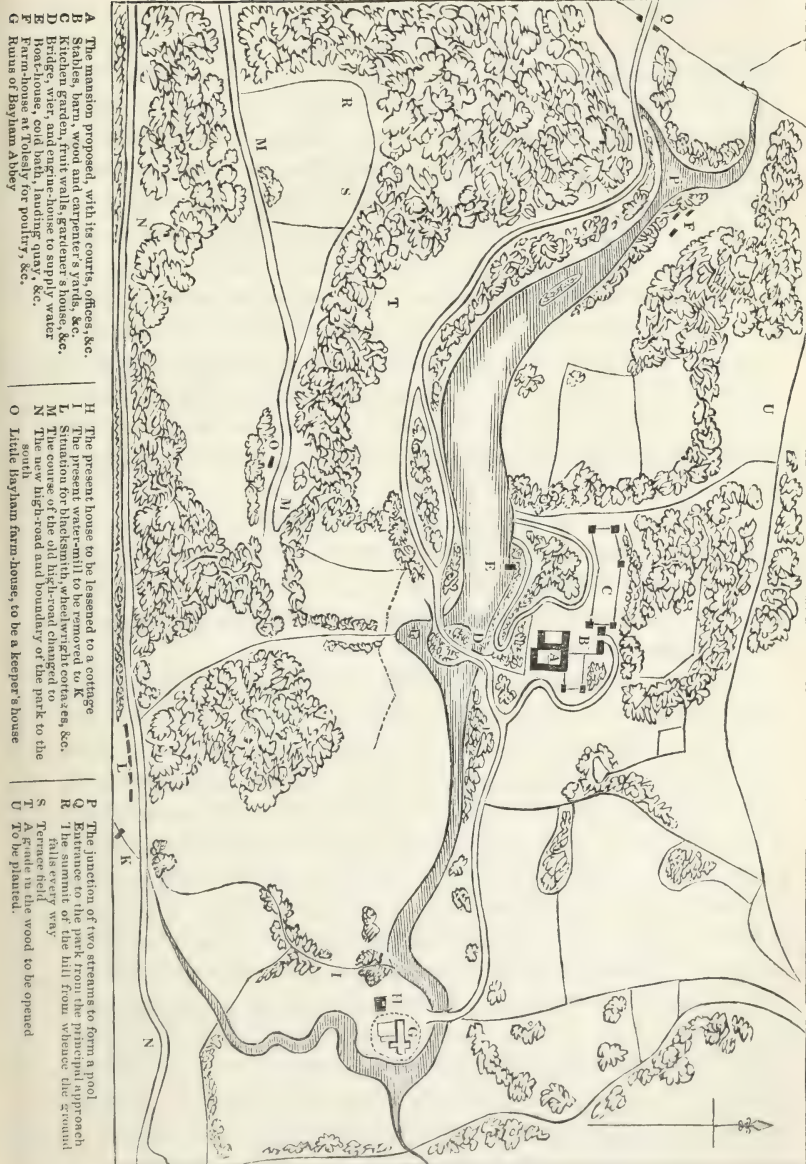 A The mansion proposed, with its courts, offices, &c.
B Stables, barn, wood and carpenter's yards, &c.
C Kitchen garden, fruit walls, gardener's house, &c.
D Bridge, wier, and engine-house to supply water
E Boat-house, cold bath, landing quay, &c.
F Farm-house at Tolesly for poultry, &c.
G Ruins of Bayham Abbey
H The present house to be lessened to a cottage
I The present water-mil to be removed to K
L Situation for blacksmith, wheelwright cottages, &c.
M The course of the old high-road changed to
N The new high-road and boundary of the park to the
south
O Little Bayham farm-house, to be a keeper's house
P The junction of two streams to form a pool
Q Entrance to the park from the principal approach
R The summit of the hill from whence the ground
falls every way
S Terrace field
T A glade in the wood to be opened
U To be planted.
Q
P
F
R
S
M
N
T
U
O
M
E
C
B
A
D
L
K
I
H
G
N